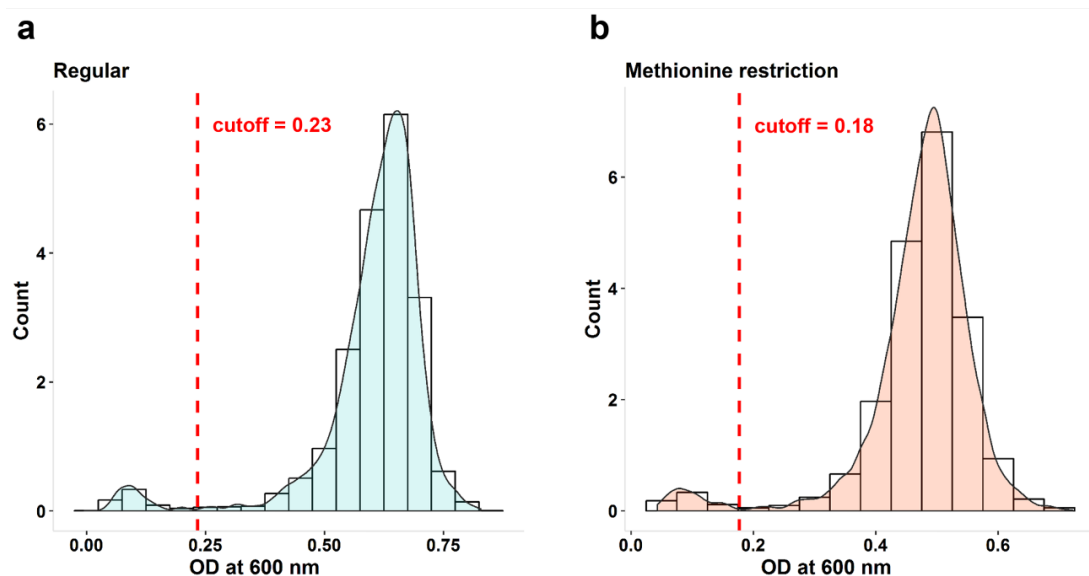 a
Regular
cutoff = 0.23
6
4
2
0
Count
0.00 0.25 0.50 0.75
OD at 600 nm
b
Methionine restriction
cutoff = 0.18
6
4
2
0
Count
0.0 0.2 0.4 0.6
OD at 600 nm